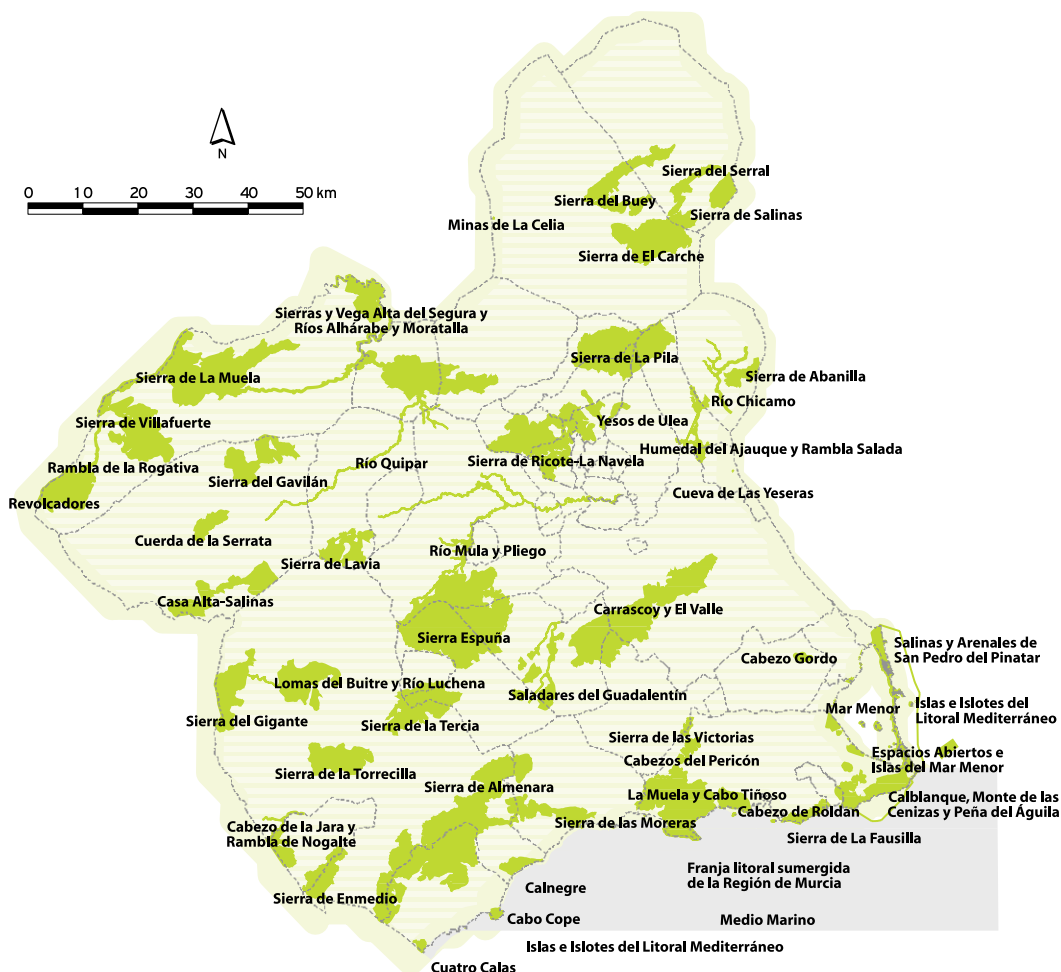 N
0 10 20 30 40 50 km
Sierra del Serral
Sierra del Buey
Sierra de Salinas
Minas de La Celia
Sierra de El Carche
Sierras y Vega Alta del Segura y
Ríos Alhárabe y Moratalla
Sierra de La Pila
Sierra de La Muela
Sierra de Abanilla
Río Chicamo
Sierra de Villafuerte
Yesos de Ulea
Humedal del Ajauque y Rambla Salada
Rambla de la Rogativa
Río Quipar
Sierra de Ricote-La Navela
Sierra del Gavilán
Cueva de Las Yeseras
Revolcadores
Cuerda de la Serrata
Río Mula y Pliego
Sierra de Lavia
Casa Alta-Salinas
Carrascoy y El Valle
Sierra Espuña
Salinas y Arenales de
San Pedro del Pinatar
Cabezo Gordo
Lomas del Buitre y Río Luchena
Saladares del Guadalentín
Mar Menor
Islas e Islotes del
Litoral Mediterráneo
Sierra del Gigante
Sierra de la Tercia
Sierra de las Victorias
Cabezos del Pericón
Espacios Abiertos e
Islas del Mar Menor
Sierra de la Torrecilla
Sierra de Almenara
La Muela y Cabo Tiñoso
Calblanque, Monte de las
Cenizas y Peña del Águila
Cabezo de Roldan
Cabezo de la Jara y
Rambla de Nogalte
Sierra de las Moreras
Sierra de La Fausilla
Franja litoral sumergida
de la Región de Murcia
Calnegre
Sierra de Enmedio
Cabo Cope
Medio Marino
Islas e Islotes del Litoral Mediterráneo
Cuatro Calas